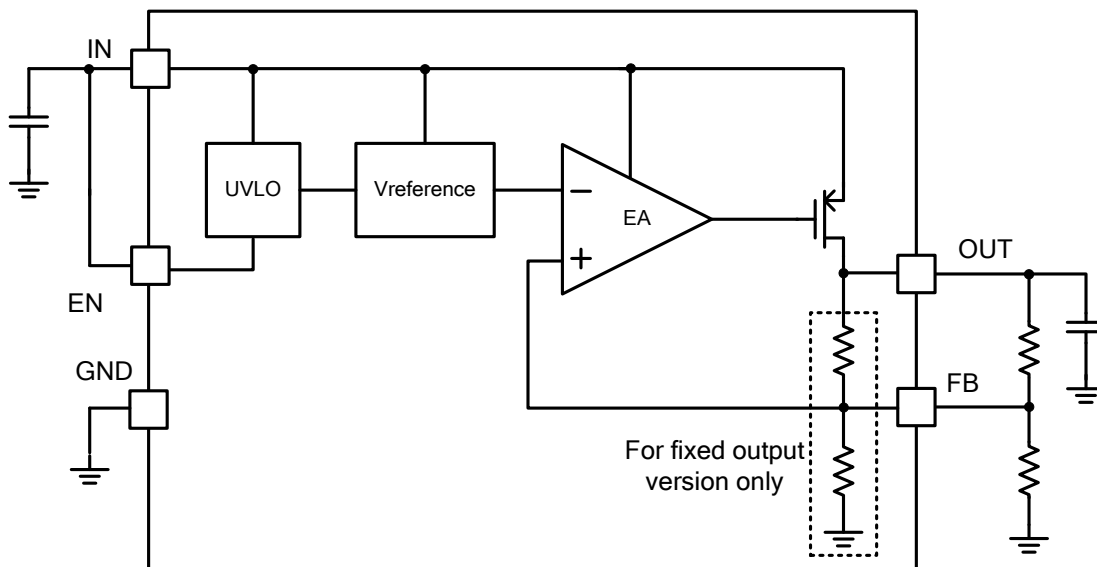 IN
UVLO
Vreference
−
EA
+
OUT
EN
GND
FB
For fixed output
version only